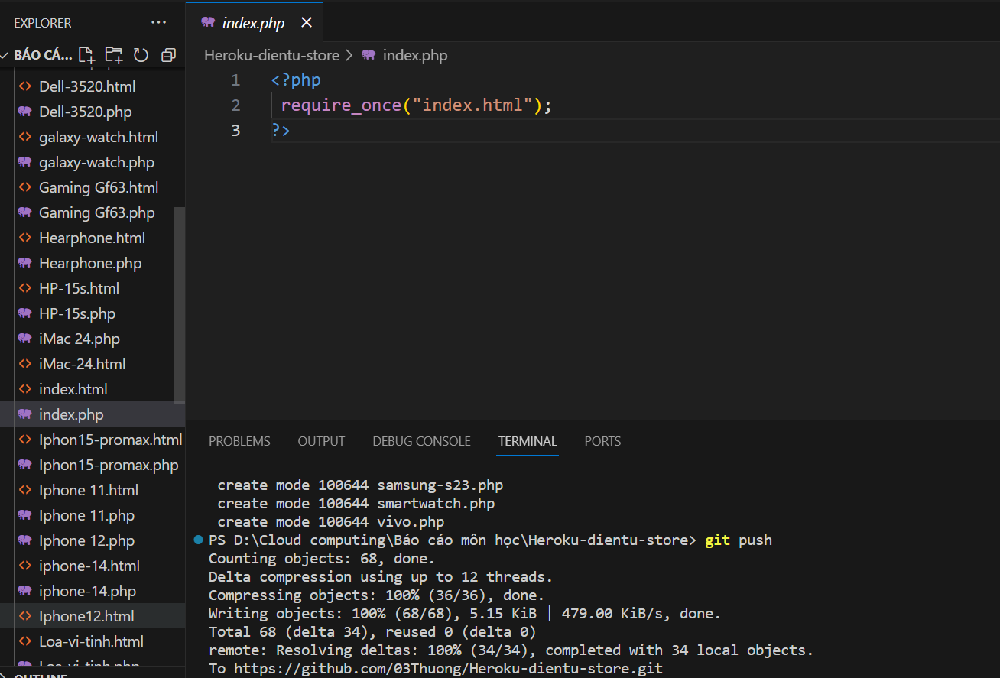 EXPLORER
BÁO CÁ...
Dell-3520.html
Dell-3520.php
galaxy-watch.html
galaxy-watch.php
Gaming Gf63.html
Gaming Gf63.php
Hearphone.html
Hearphone.php
HP-15s.html
HP-15s.php
iMac 24.php
iMac-24.html
index.html
index.php
Iphon15-promax.html
Iphon15-promax.php
Iphone 11.html
Iphone 11.php
Iphone 12.php
iphone-14.html
iphone-14.php
Iphone12.html
Loa-vi-tinh.html
Loa-vi-tinh.php
OUTLINE
index.php
Heroku-dientu-store > index.php
1 <?php
2 require_once("index.html");
3 ?>
PROBLEMS OUTPUT DEBUG CONSOLE TERMINAL PORTS
create mode 100644 samsung-s23.php
create mode 100644 smartwatch.php
create mode 100644 vivo.php
PS D:\Cloud computing\Báo cáo môn học\Heroku-dientu-store> git push
Counting objects: 68, done.
Delta compression using up to 12 threads.
Compressing objects: 100% (36/36), done.
Writing objects: 100% (68/68), 5.15 KiB | 479.00 KiB/s, done.
Total 68 (delta 34), reused 0 (delta 0)
remote: Resolving deltas: 100% (34/34), completed with 34 local objects.
To https://github.com/03Thuong/Heroku-dientu-store.git